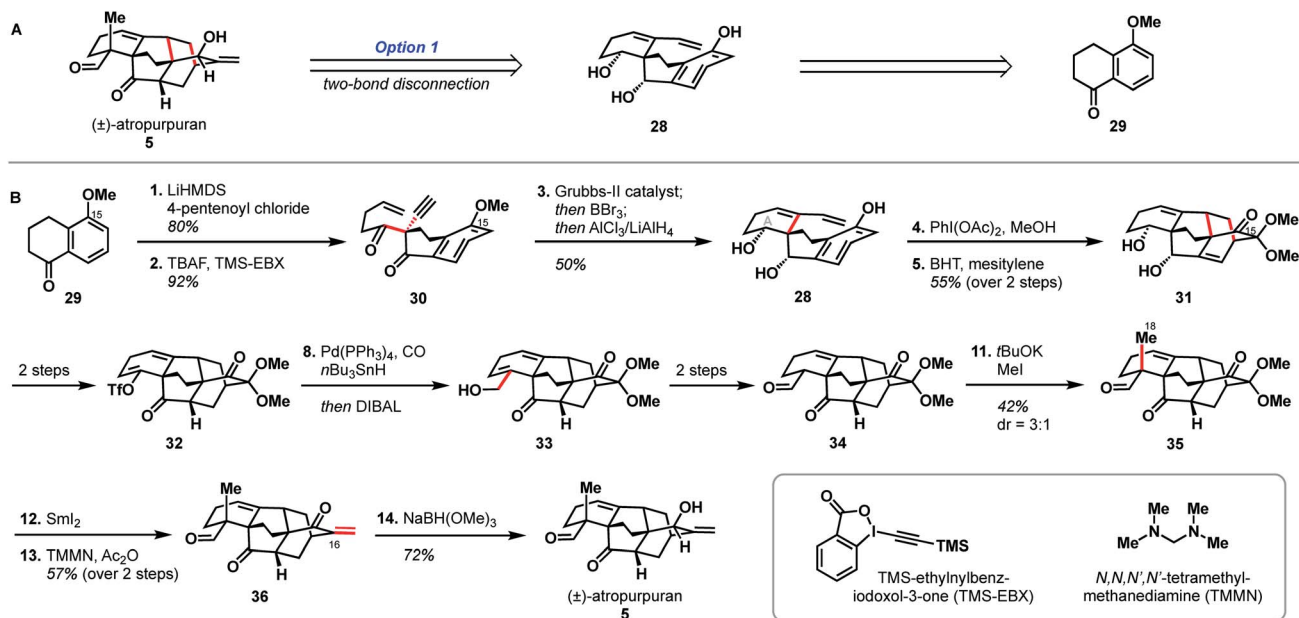 A
Me
OH
O
O
H
H
(±)-atropurpuran
5
Option 1
two-bond disconnection
OH
HO
HO
28
OMe
O
29
B
OMe
15
O
29
1. LiHMDS
4-pentenoyl chloride
80%
2. TBAF, TMS-EBX
92%
OMe
15
O
O
30
3. Grubbs-II catalyst;
then BBr3;
then AlCl3/LiAlH4
50%
A
OH
HO
HO
28
4. PhI(OAc)2, MeOH
5. BHT, mesitylene
55% (over 2 steps)
O
OMe
15
OMe
HO
HO
31
2 steps
O
OMe
OMe
TfO
O
H
32
8. Pd(PPh3)4, CO
nBu3SnH
then DIBAL
O
OMe
OMe
HO
O
H
33
2 steps
O
OMe
OMe
O
O
H
34
11. tBuOK
MeI
42%
dr = 3:1
18
Me
O
OMe
OMe
O
O
H
35
12. SmI2
13. TMMN, Ac2O
57% (over 2 steps)
Me
O
O
O
16
H
36
14. NaBH(OMe)3
72%
Me
OH
O
O
H
H
(±)-atropurpuran
5
O
O
I
TMS
TMS-ethylnylbenz-
iodoxol-3-one (TMS-EBX)
Me
Me
N
N
Me
Me
N,N,N',N'-tetramethyl-
methanediamine (TMMN)